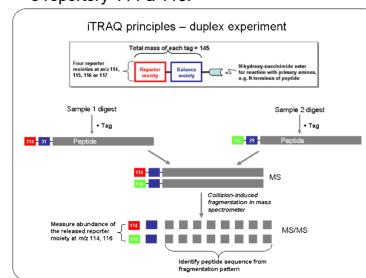 iTRAQ principles – duplex experiment
Total mass of each tag = 145
Four reporter
moieties at m/z 114,
115, 116 or 117
Reporter
moiety
Balance
moiety
N-hydroxy-succinimide ester
for reaction with primary amines,
e.g. N terminus of peptide
Sample 1 digest
+ Tag
Sample 2 digest
+ Tag
114 31 Peptide
116 29 Peptide
114
116
MS
Collision-induced
fragmentation in mass
spectrometer
Measure abundance of
the released reporter
moiety at m/z 114, 116
114
116
MS/MS
Identify peptide sequence from
fragmentation pattern